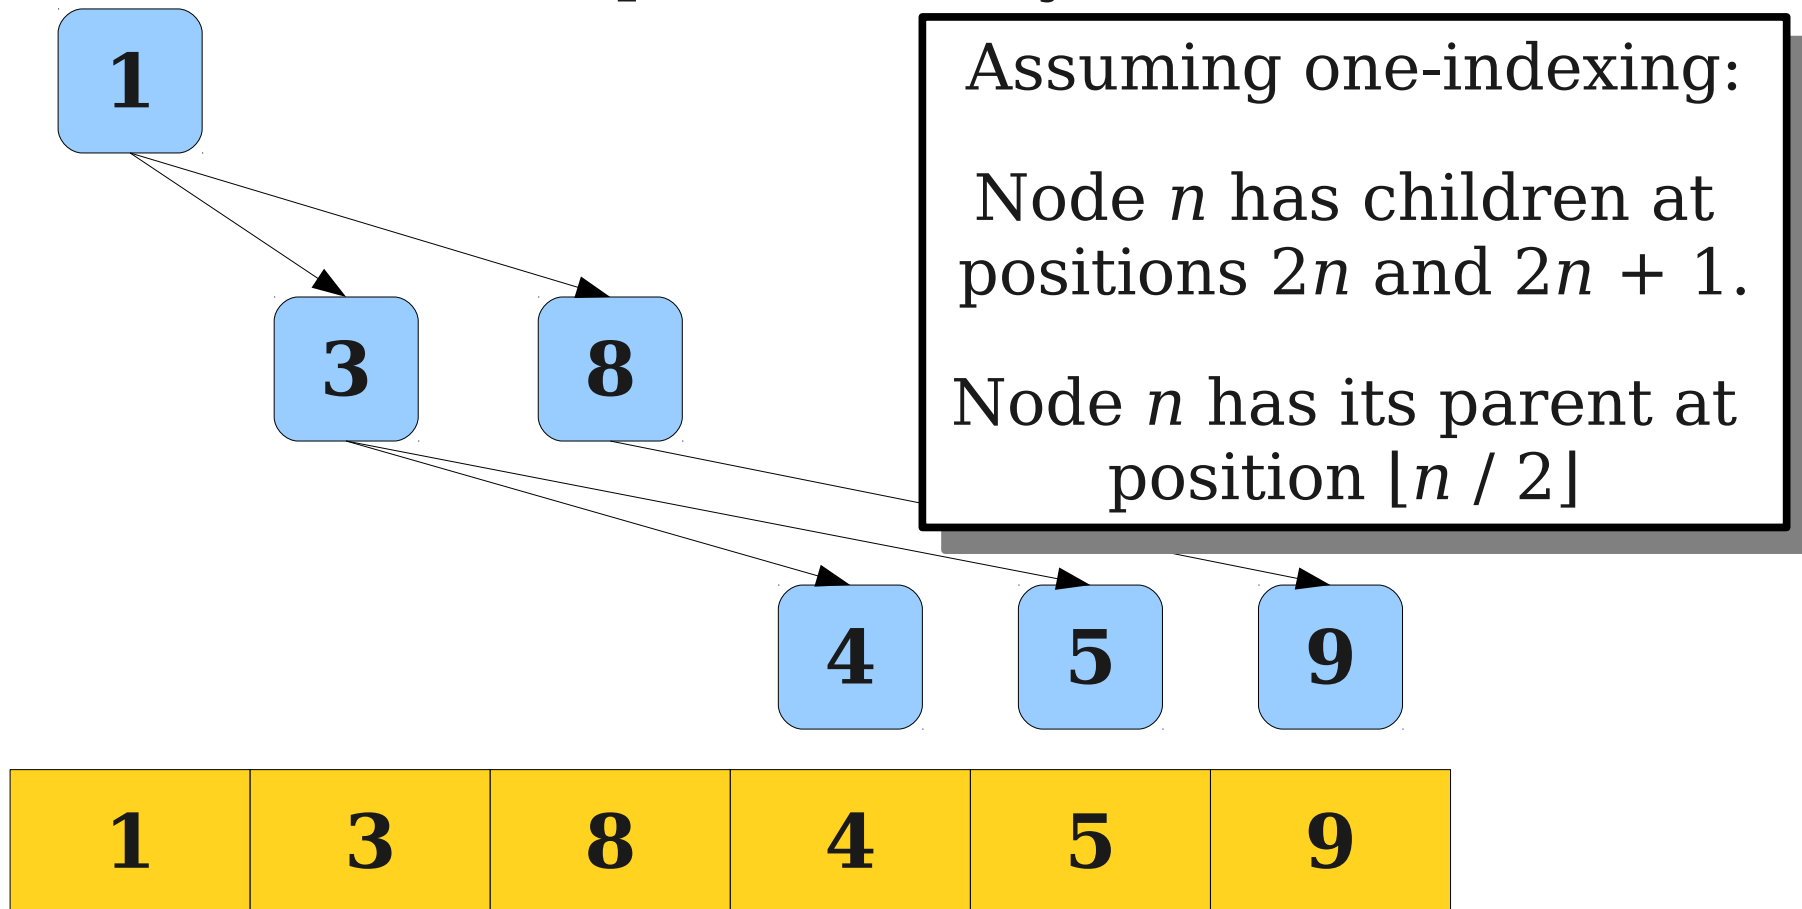 1
Assuming one-indexing:
Node n has children at
positions 2n and 2n + 1.
Node n has its parent at
position ⌊n / 2⌋
3 8
4 5 9
1 3 8 4 5 9